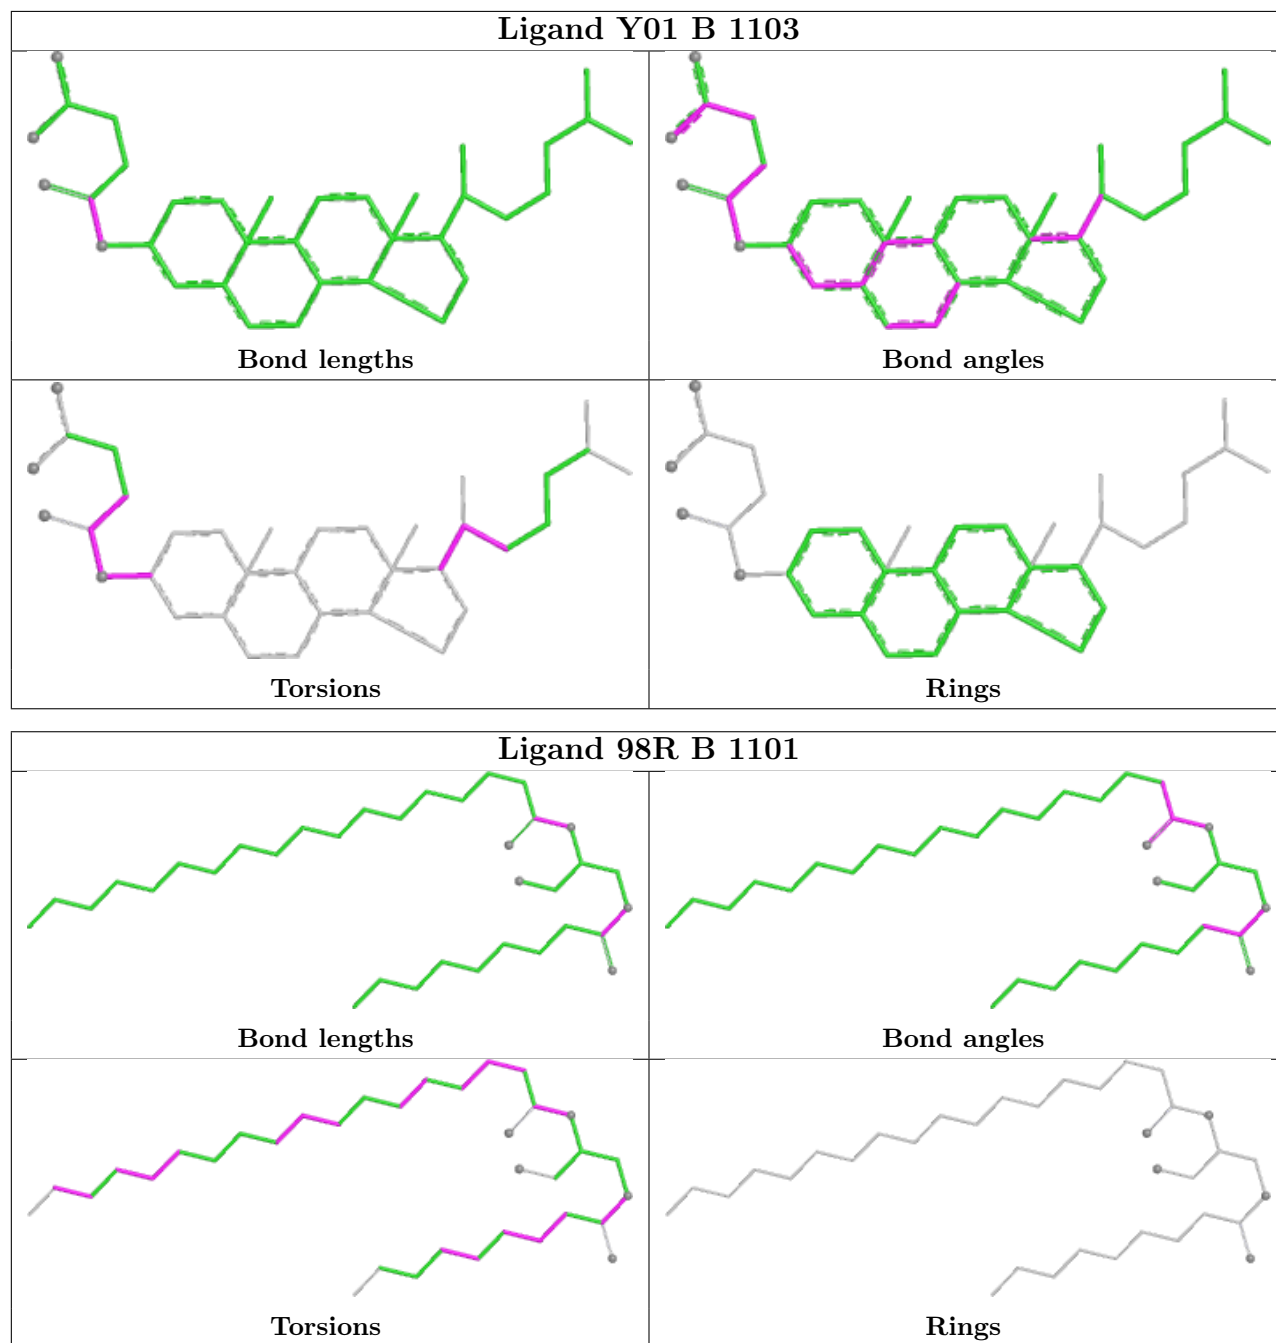 Ligand Y01 B 1103
Bond lengths
Bond angles
Torsions
Rings
Ligand 98R B 1101
Bond lengths
Bond angles
Torsions
Rings